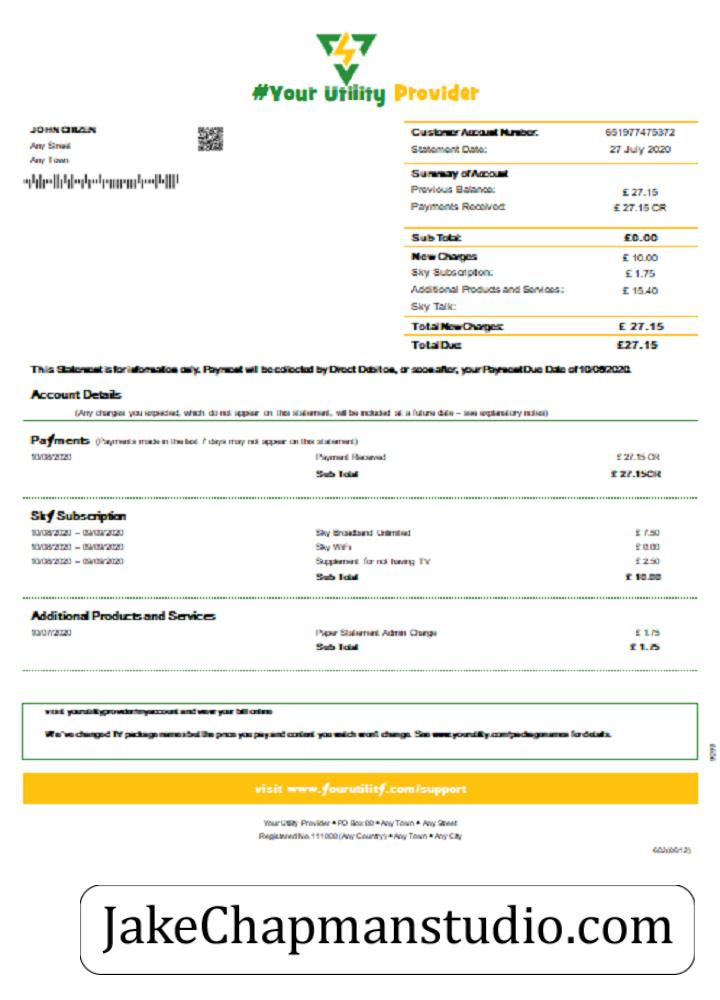 #Your Utility Provider
JOHN CITIZEN
Any Street
Any Town
Customer Account Number: 651977475372
Statement Date: 27 July 2020
Summary of Account
Previous Balance: £ 27.15
Payments Received: £ 27.15 CR
Sub Total: £0.00
New Charges £ 10.00
Sky Subscription: £ 1.75
Additional Products and Services: £ 15.40
Sky Talk:
Total New Charges: £ 27.15
Total Due: £27.15
This Statement is for information only. Payment will be collected by Direct Debit on, or soon after, your Payment Due Date of 10/08/2020.
Account Details
(Any charges you expected, which do not appear on this statement, will be included at a future date – see explanatory notes)
Payments (Payments made in the last 7 days may not appear on this statement)
10/08/2020 Payment Received £ 27.15 CR
Sub Total £ 27.15CR
Sky Subscription
10/08/2020 – 09/09/2020 Sky Broadband Unlimited £ 7.50
10/08/2020 – 09/09/2020 Sky WiFi £ 0.00
10/08/2020 – 09/09/2020 Supplement for not having TV £ 2.50
Sub Total £ 10.00
Additional Products and Services
10/07/2020 Paper Statement Admin Charge £ 1.75
Sub Total £ 1.75
visit yourutilityprovider/myaccount and view your bill online
We've changed TV package names but the price you pay and content you watch won't change. See www.yourutility.com/packagenames for details.
visit www.yourutility.com/support
Your Utility Provider • PO Box 00 • Any Town • Any Street
Registered No. 111000 (Any Country) • Any Town • Any City
JakeChapmanstudio.com